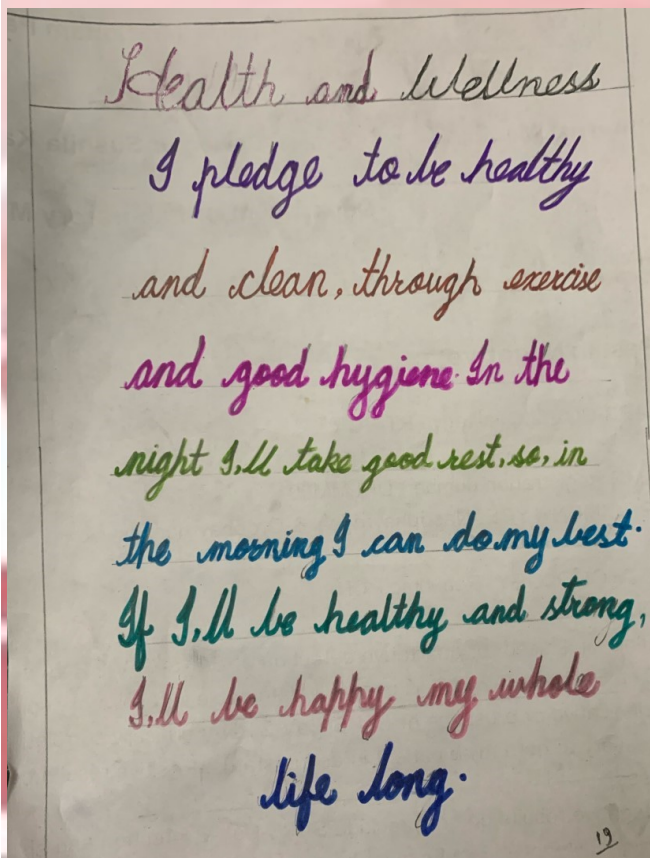 Health and Wellness
I pledge to be healthy
and clean, through exercise
and good hygiene. In the
night I,ll take good rest, so, in
the morning I can do my best.
If I,ll be healthy and strong,
I,ll be happy my whole
life long.
19